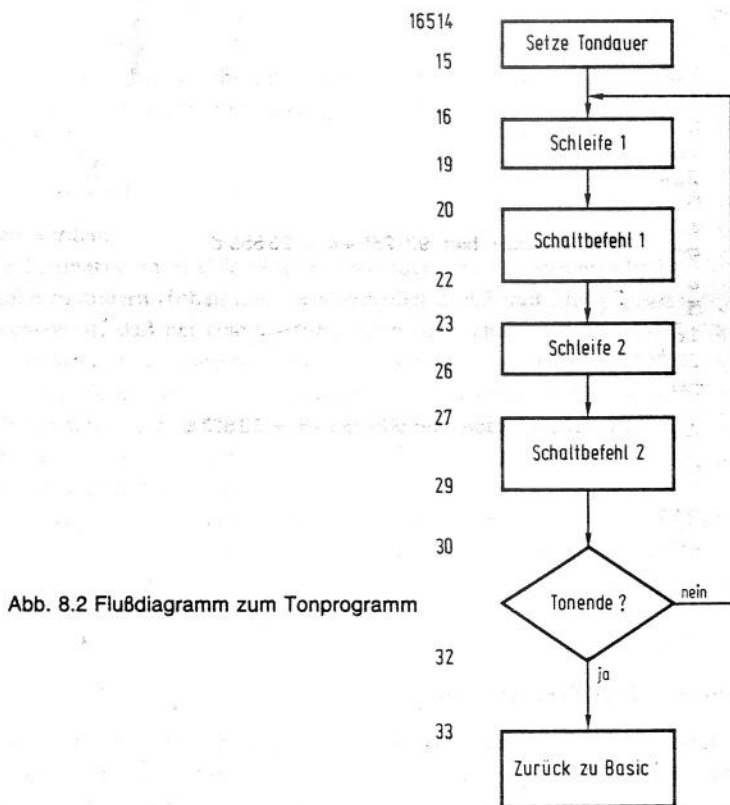 16514
Setze Tondauer
15
16
Schleife 1
19
20
Schaltbefehl 1
22
23
Schleife 2
26
27
Schaltbefehl 2
29
30
Abb. 8.2 Flußdiagramm zum Tonprogramm
Tonende ?
nein
32
ja
33
Zurück zu Basic